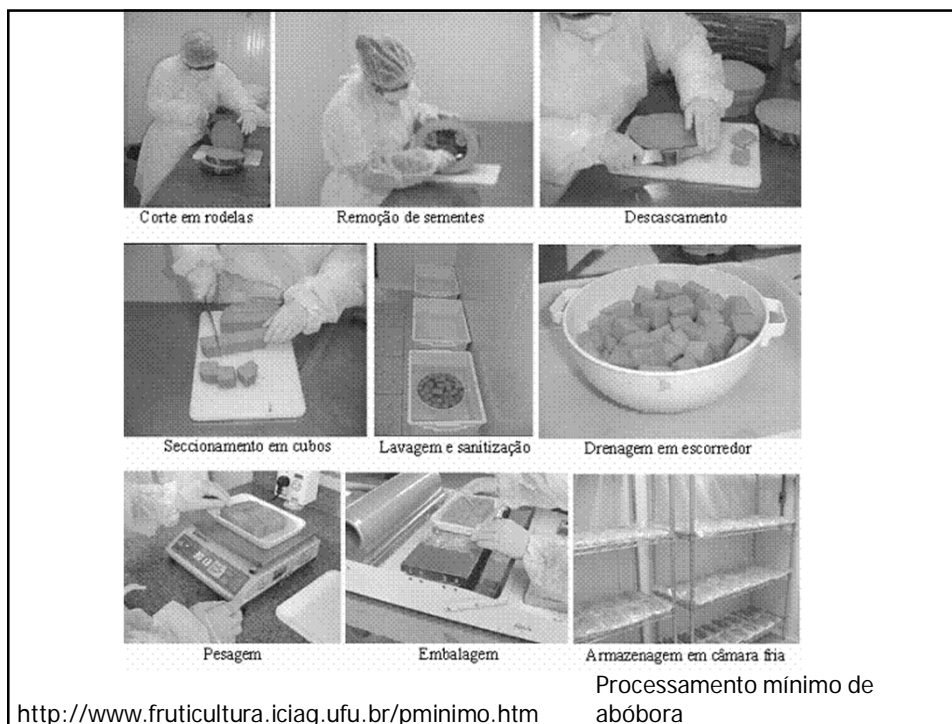 Corte em rodelas
Remoção de sementes
Descascamento
Seccionamento em cubos
Lavagem e sanitização
Drenagem em escorredor
Pesagem
Embalagem
Armazenagem em câmara fria
http://www.fruticultura.iciag.ufu.br/pminimo.htm
Processamento mínimo de
abóbora